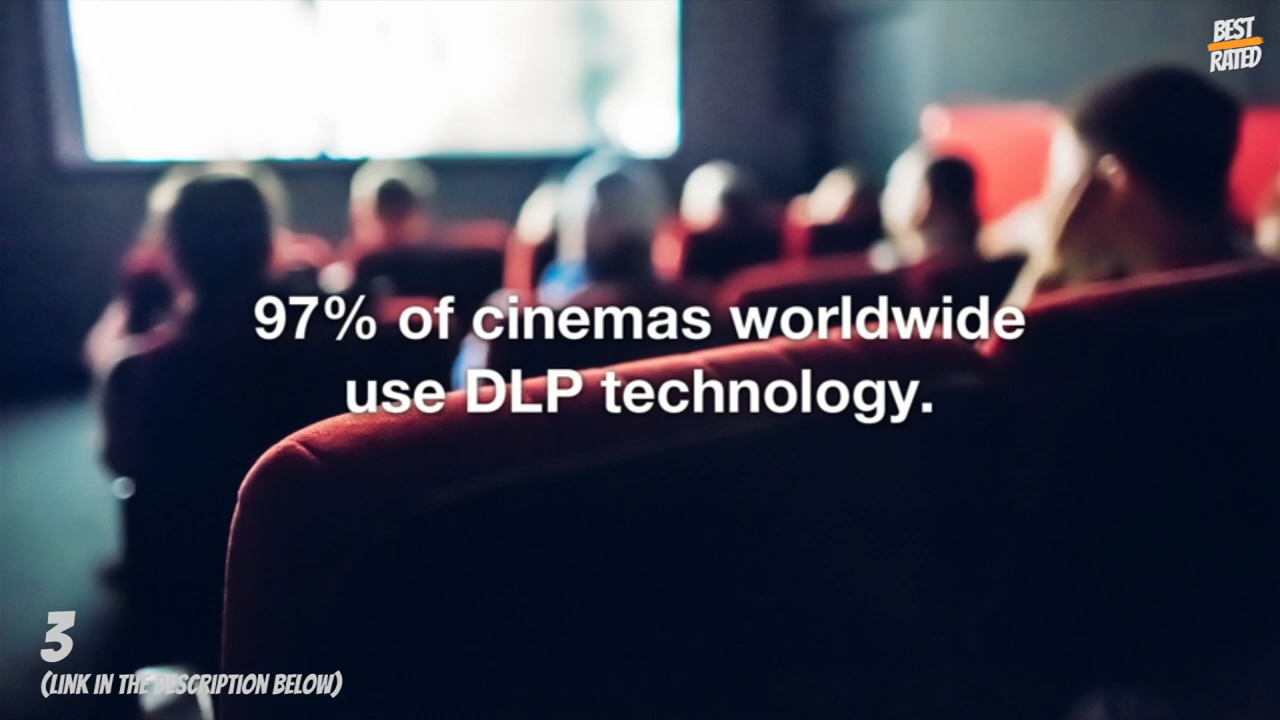 BEST
RATED
97% of cinemas worldwide
use DLP technology.
3
(LINK IN THE DESCRIPTION BELOW)